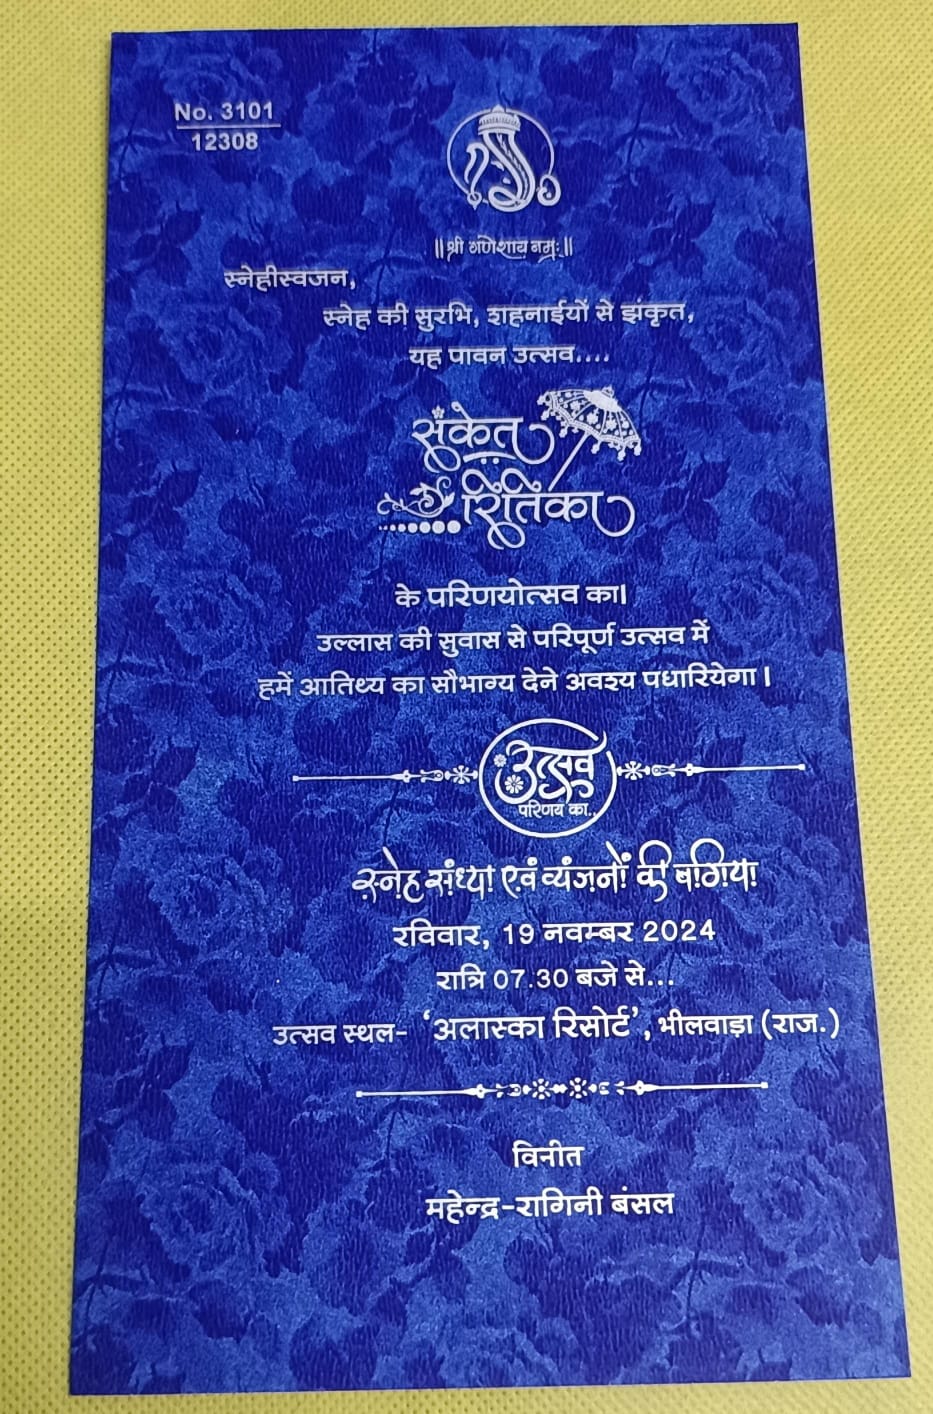 No. 3101
12308
॥ श्री गणेशाय नमः ॥
स्नेहीस्वजन,
स्नेह की सुरभि, शहनाईयों से झंकृत,
यह पावन उत्सव....
संकेत
रितिका
के परिणयोत्सव का।
उल्लास की सुवास से परिपूर्ण उत्सव में
हमें आतिथ्य का सौभाग्य देने अवश्य पधारियेगा।
उत्सव
परिणय का..
स्नेह संध्या एवं व्यंजनों की बगिया
रविवार, 19 नवम्बर 2024
रात्रि 07.30 बजे से...
उत्सव स्थल- ‘अलास्का रिसोर्ट’, भीलवाड़ा (राज.)
विनीत
महेन्द्र-रागिनी बंसल